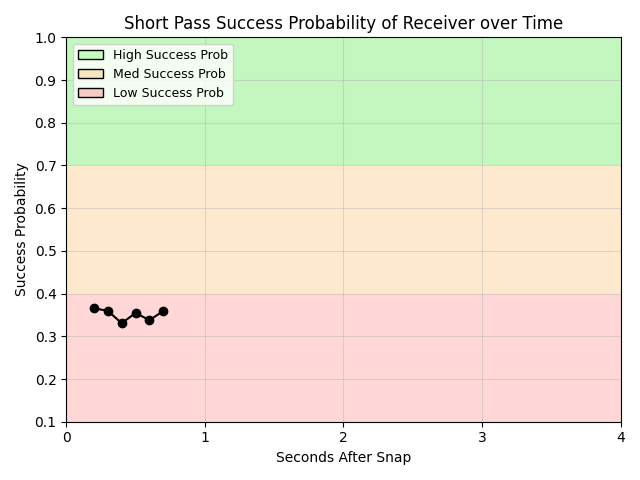 Short Pass Success Probability of Receiver over Time
1.0
0.9
0.8
0.7
0.6
0.5
0.4
0.3
0.2
0.1
Success Probability
High Success Prob
Med Success Prob
Low Success Prob
0 1 2 3 4
Seconds After Snap